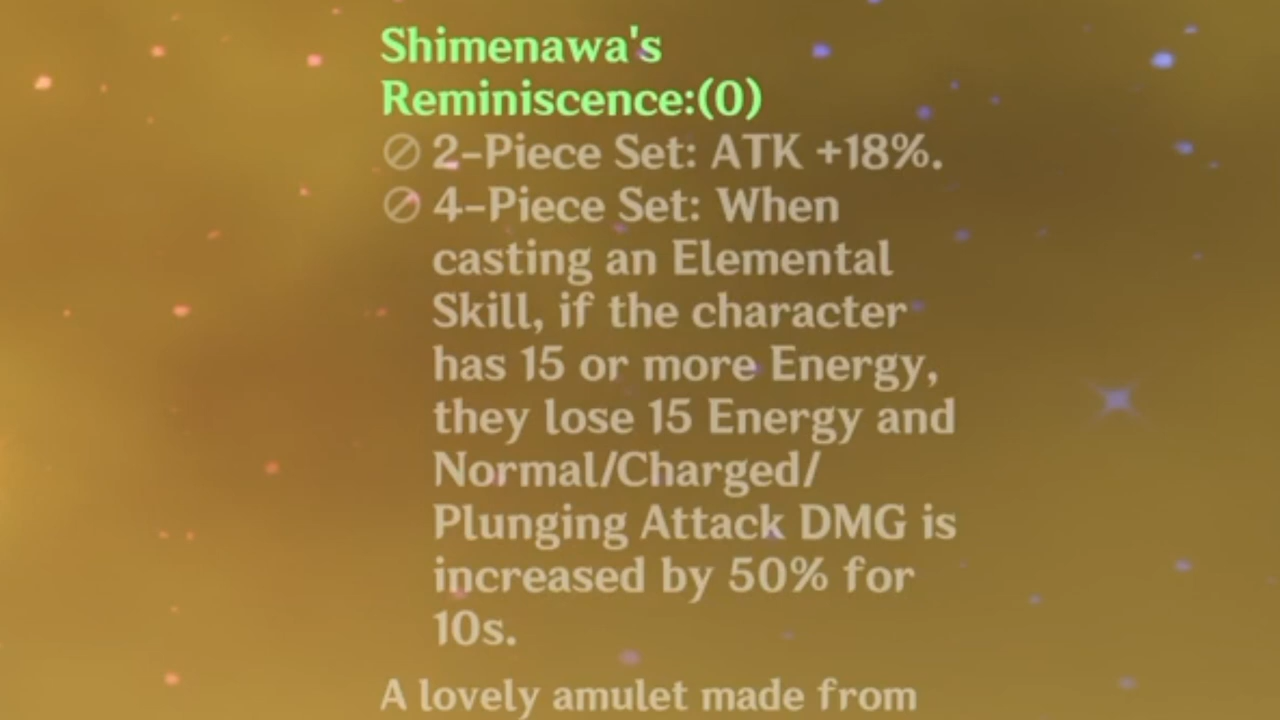 Shimenawa's
Reminiscence:(0)
2-Piece Set: ATK +18%.
4-Piece Set: When
casting an Elemental
Skill, if the character
has 15 or more Energy,
they lose 15 Energy and
Normal/Charged/
Plunging Attack DMG is
increased by 50% for
10s.
A lovely amulet made from